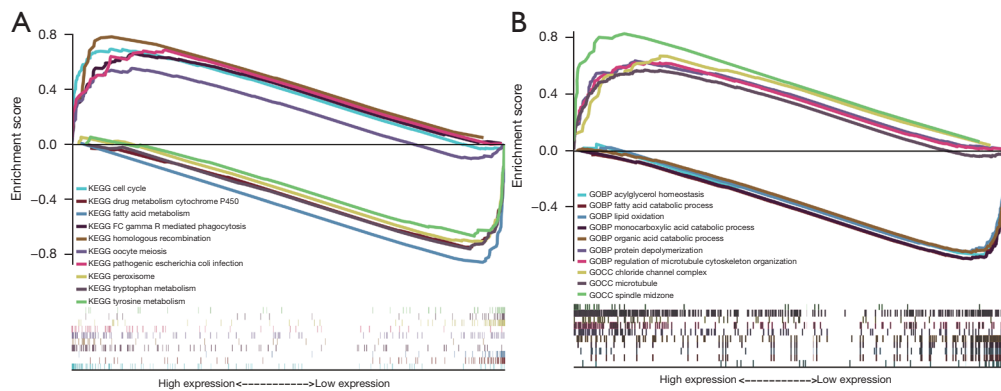 A
Enrichment score
0.8
0.4
0.0
−0.4
−0.8
KEGG cell cycle
KEGG drug metabolism cytochrome P450
KEGG fatty acid metabolism
KEGG FC gamma R mediated phagocytosis
KEGG homologous recombination
KEGG oocyte meiosis
KEGG pathogenic escherichia coli infection
KEGG peroxisome
KEGG tryptophan metabolism
KEGG tyrosine metabolism
High expression<----------->Low expression
B
Enrichment score
0.8
0.4
0.0
−0.4
GOBP acylglycerol homeostasis
GOBP fatty acid catabolic process
GOBP lipid oxidation
GOBP monocarboxylic acid catabolic process
GOBP organic acid catabolic process
GOBP protein depolymerization
GOBP regulation of microtubule cytoskeleton organization
GOCC chloride channel complex
GOCC microtubule
GOCC spindle midzone
High expression<----------->Low expression